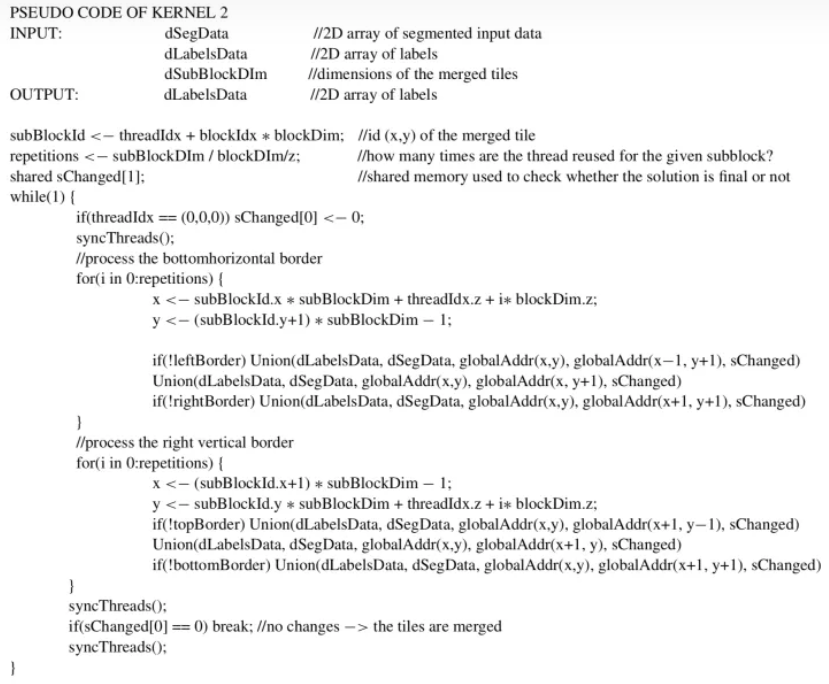 PSEUDO CODE OF KERNEL 2
INPUT: dSegData //2D array of segmented input data
dLabelsData //2D array of labels
dSubBlockDIm //dimensions of the merged tiles
OUTPUT: dLabelsData //2D array of labels
subBlockId <− threadIdx + blockIdx ∗ blockDim; //id (x,y) of the merged tile
repetitions <− subBlockDIm / blockDIm/z; //how many times are the thread reused for the given subblock?
shared sChanged[1]; //shared memory used to check whether the solution is final or not
while(1) {
if(threadIdx == (0,0,0)) sChanged[0] <− 0;
syncThreads();
//process the bottomhorizontal border
for(i in 0:repetitions) {
x <− subBlockId.x ∗ subBlockDim + threadIdx.z + i∗ blockDim.z;
y <− (subBlockId.y+1) ∗ subBlockDim − 1;
if(!leftBorder) Union(dLabelsData, dSegData, globalAddr(x,y), globalAddr(x−1, y+1), sChanged)
Union(dLabelsData, dSegData, globalAddr(x,y), globalAddr(x, y+1), sChanged)
if(!rightBorder) Union(dLabelsData, dSegData, globalAddr(x,y), globalAddr(x+1, y+1), sChanged)
}
//process the right vertical border
for(i in 0:repetitions) {
x <− (subBlockId.x+1) ∗ subBlockDim − 1;
y <− subBlockId.y ∗ subBlockDim + threadIdx.z + i∗ blockDim.z;
if(!topBorder) Union(dLabelsData, dSegData, globalAddr(x,y), globalAddr(x+1, y−1), sChanged)
Union(dLabelsData, dSegData, globalAddr(x,y), globalAddr(x+1, y), sChanged)
if(!bottomBorder) Union(dLabelsData, dSegData, globalAddr(x,y), globalAddr(x+1, y+1), sChanged)
}
syncThreads();
if(sChanged[0] == 0) break; //no changes −> the tiles are merged
syncThreads();
}